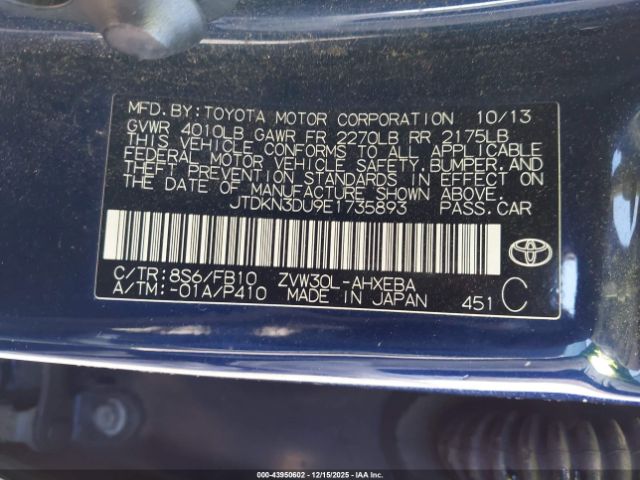 MFD. BY: TOYOTA MOTOR CORPORATION 10/13
GVWR 4010LB GAWR FR 2270LB RR 2175LB
THIS VEHICLE CONFORMS TO ALL APPLICABLE
FEDERAL MOTOR VEHICLE SAFETY, BUMPER, AND
THEFT PREVENTION STANDARDS IN EFFECT ON
THE DATE OF MANUFACTURE SHOWN ABOVE.
JTDKN3DU9E1735893 PASS.CAR
C/TR: 8S6/FB10 ZVW30L-AHXEBA
A/TM: -01A/P410 MADE IN JAPAN 451 C
000-43950602 - 12/15/2025 - IAA Inc.